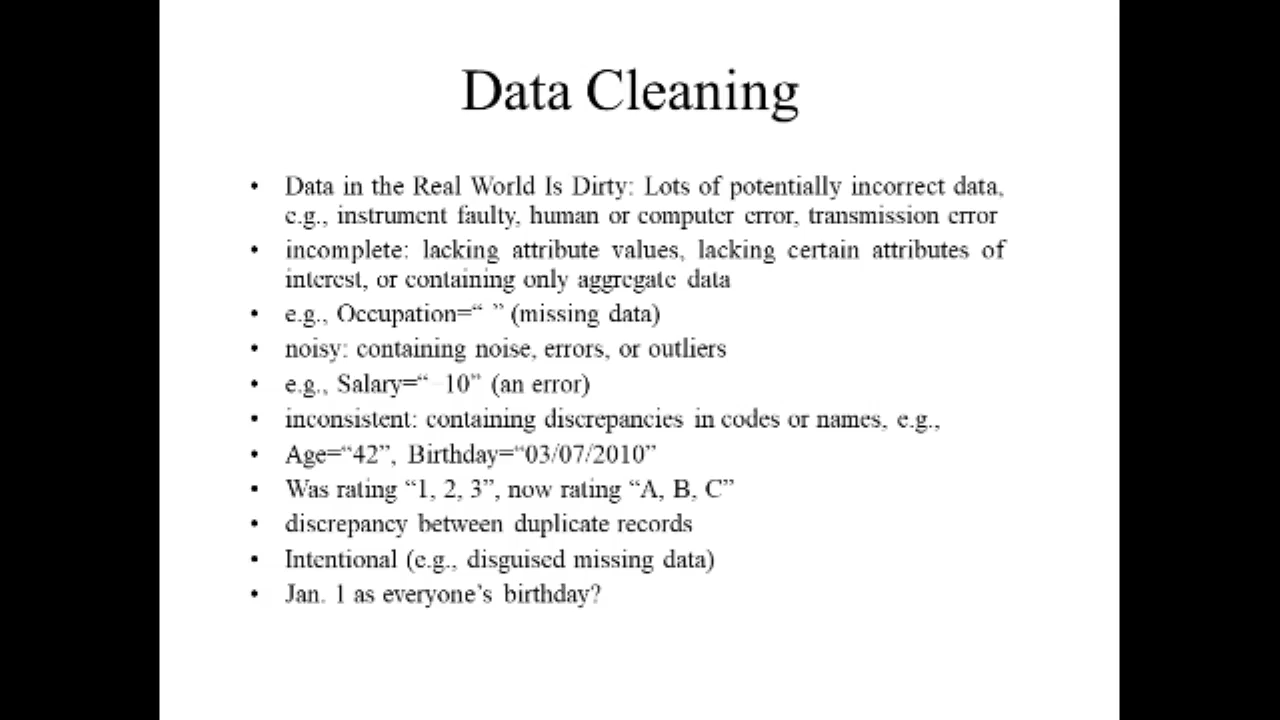 Data Cleaning
• Data in the Real World Is Dirty: Lots of potentially incorrect data,
e.g., instrument faulty, human or computer error, transmission error
• incomplete: lacking attribute values, lacking certain attributes of
interest, or containing only aggregate data
• e.g., Occupation=“ ” (missing data)
• noisy: containing noise, errors, or outliers
• e.g., Salary=“−10” (an error)
• inconsistent: containing discrepancies in codes or names, e.g.,
• Age=“42”, Birthday=“03/07/2010”
• Was rating “1, 2, 3”, now rating “A, B, C”
• discrepancy between duplicate records
• Intentional (e.g., disguised missing data)
• Jan. 1 as everyone’s birthday?